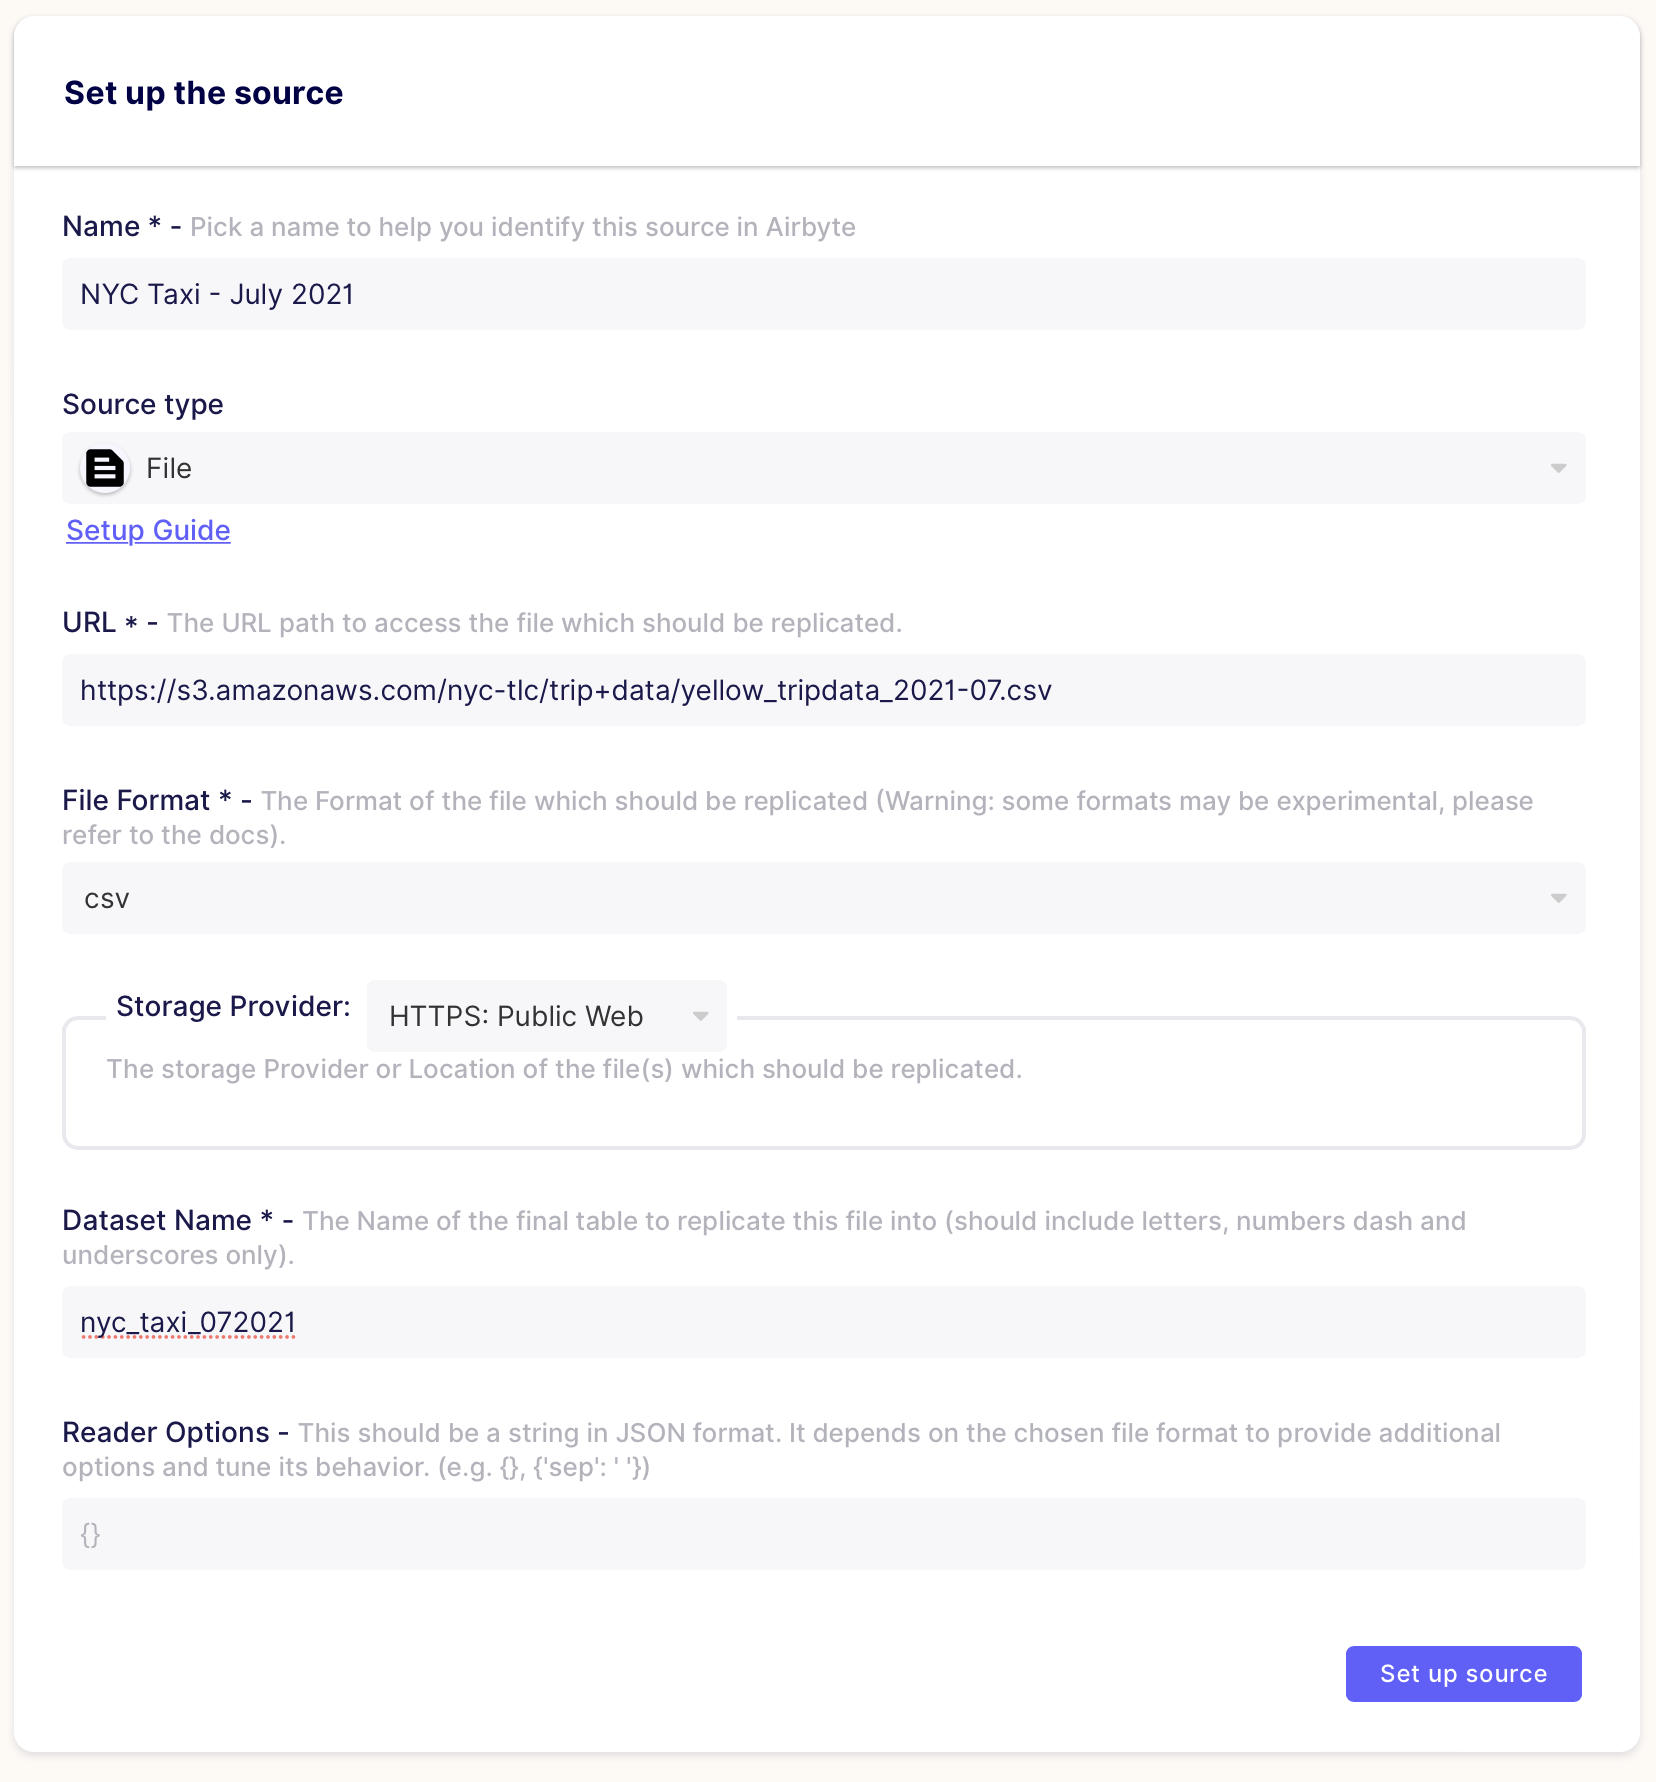 Set up the source
Name * - Pick a name to help you identify this source in Airbyte
NYC Taxi - July 2021
Source type
File
Setup Guide
URL * - The URL path to access the file which should be replicated.
https://s3.amazonaws.com/nyc-tlc/trip+data/yellow_tripdata_2021-07.csv
File Format * - The Format of the file which should be replicated (Warning: some formats may be experimental, please
refer to the docs).
csv
Storage Provider: HTTPS: Public Web
The storage Provider or Location of the file(s) which should be replicated.
Dataset Name * - The Name of the final table to replicate this file into (should include letters, numbers dash and
underscores only).
nyc_taxi_072021
Reader Options - This should be a string in JSON format. It depends on the chosen file format to provide additional
options and tune its behavior. (e.g. {}, {'sep': ' '})
{}
Set up source